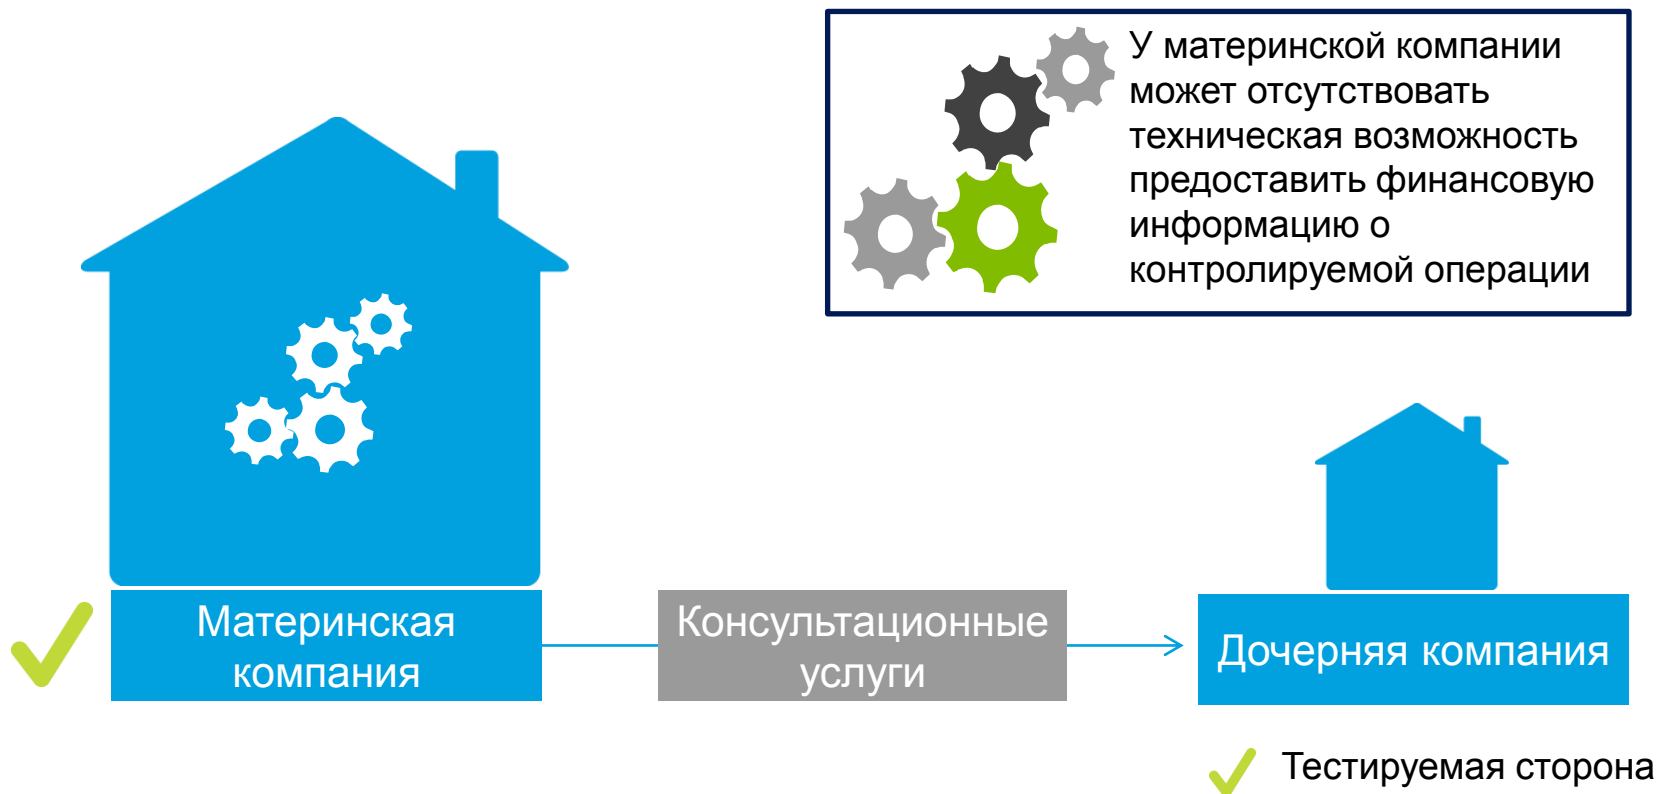 У материнской компании
может отсутствовать
техническая возможность
предоставить финансовую
информацию о
контролируемой операции
Материнская
компания
Консультационные
услуги
Дочерняя компания
Тестируемая сторона